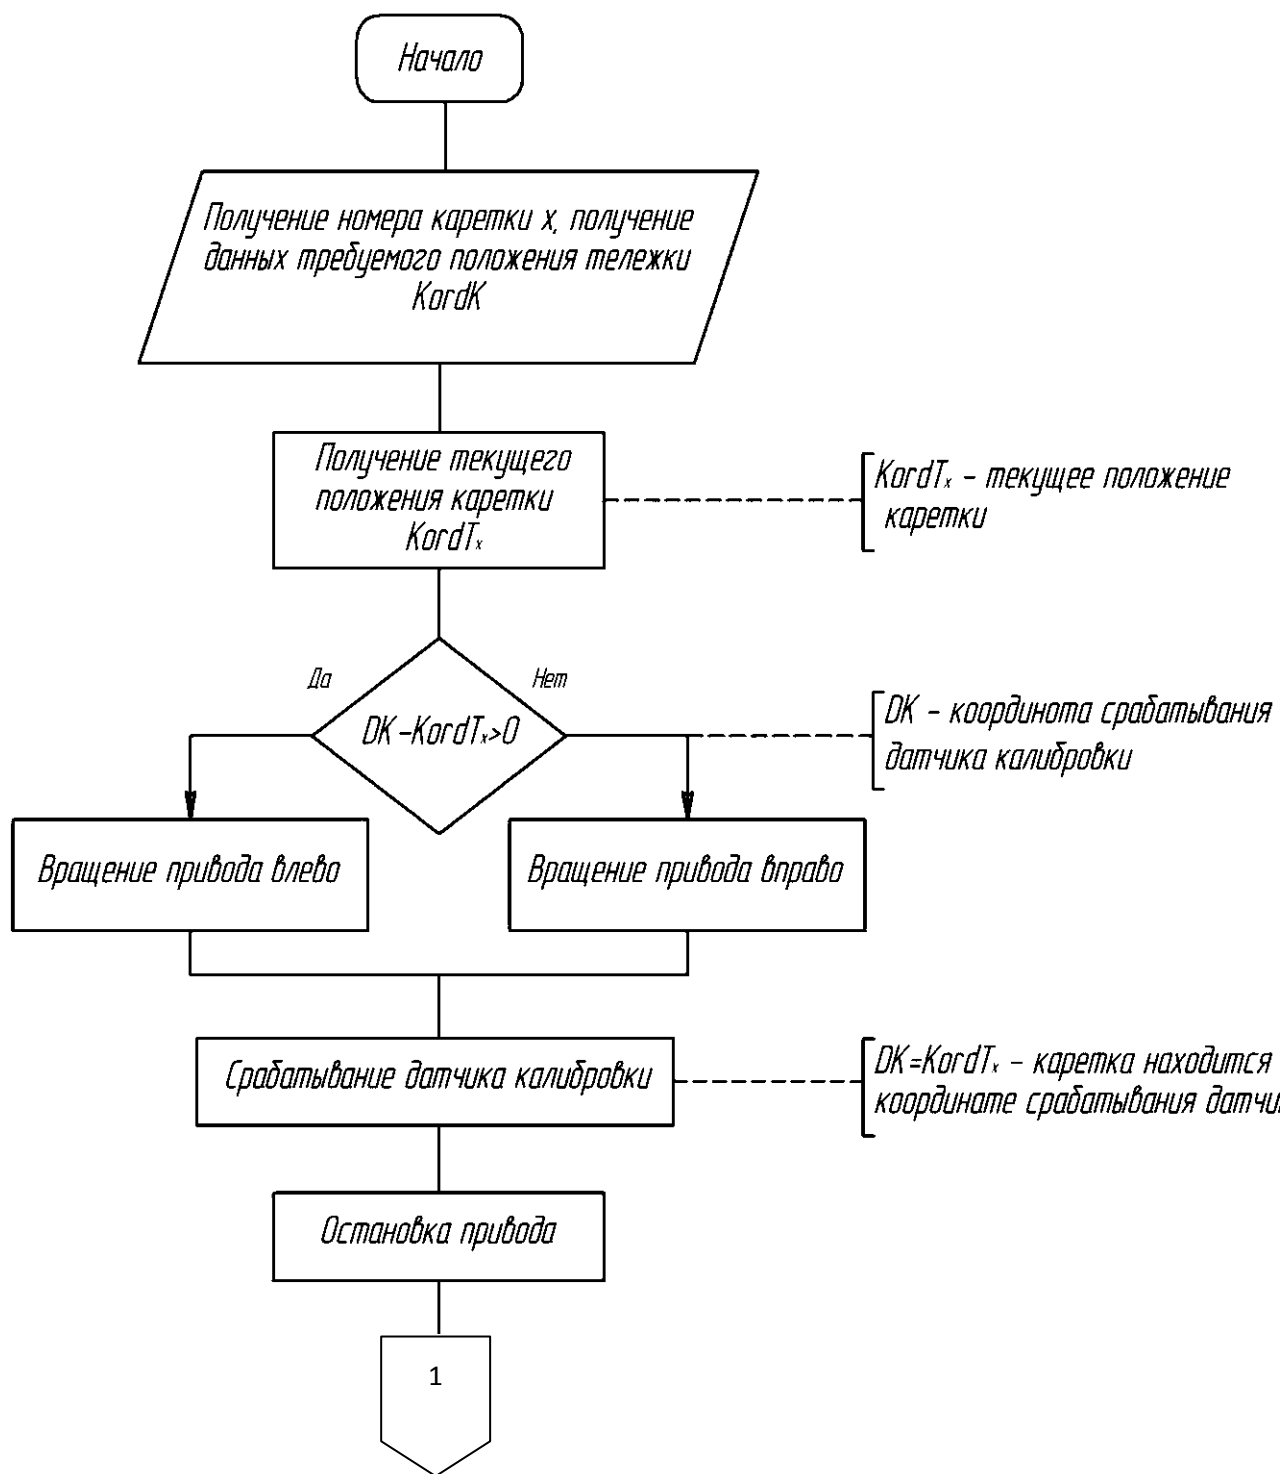 Начало
Получение номера каретки x, получение
данных требуемого положения тележки
KordK
Получение текущего
положения каретки
KordTx
KordTx – текущее положение
каретки
Да
Нет
DK-KordTx>0
DK – координота срабатывания
датчика калибровки
Вращение привода влево
Вращение привода вправо
Срабатывание датчика калибровки
DK=KordTx – каретка находится
координате срабатывания
Остановка привода
1